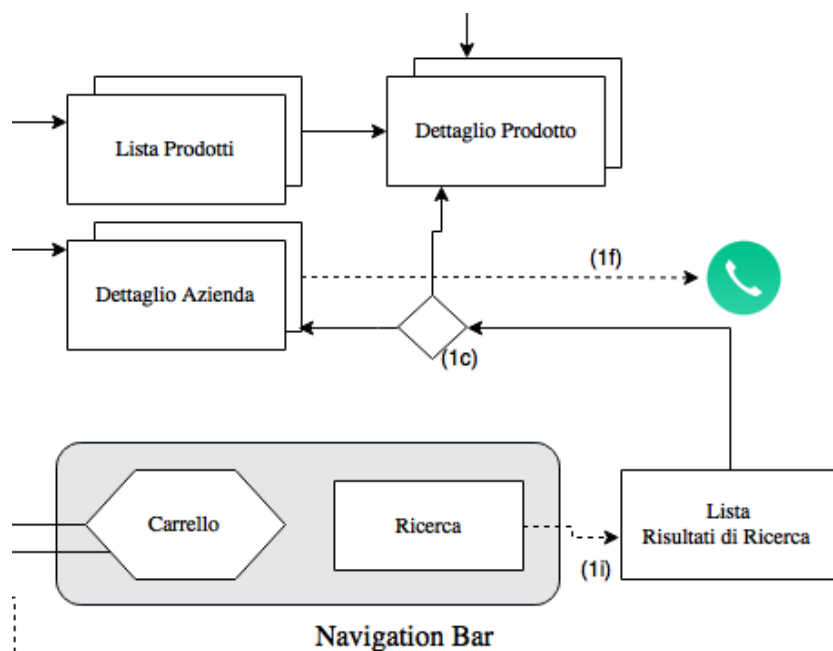 Dettaglio Prodotto
Lista Prodotti
(1f)
Dettaglio Azienda
(1c)
Lista
Risultati di Ricerca
Carrello
Ricerca
(1i)
Navigation Bar